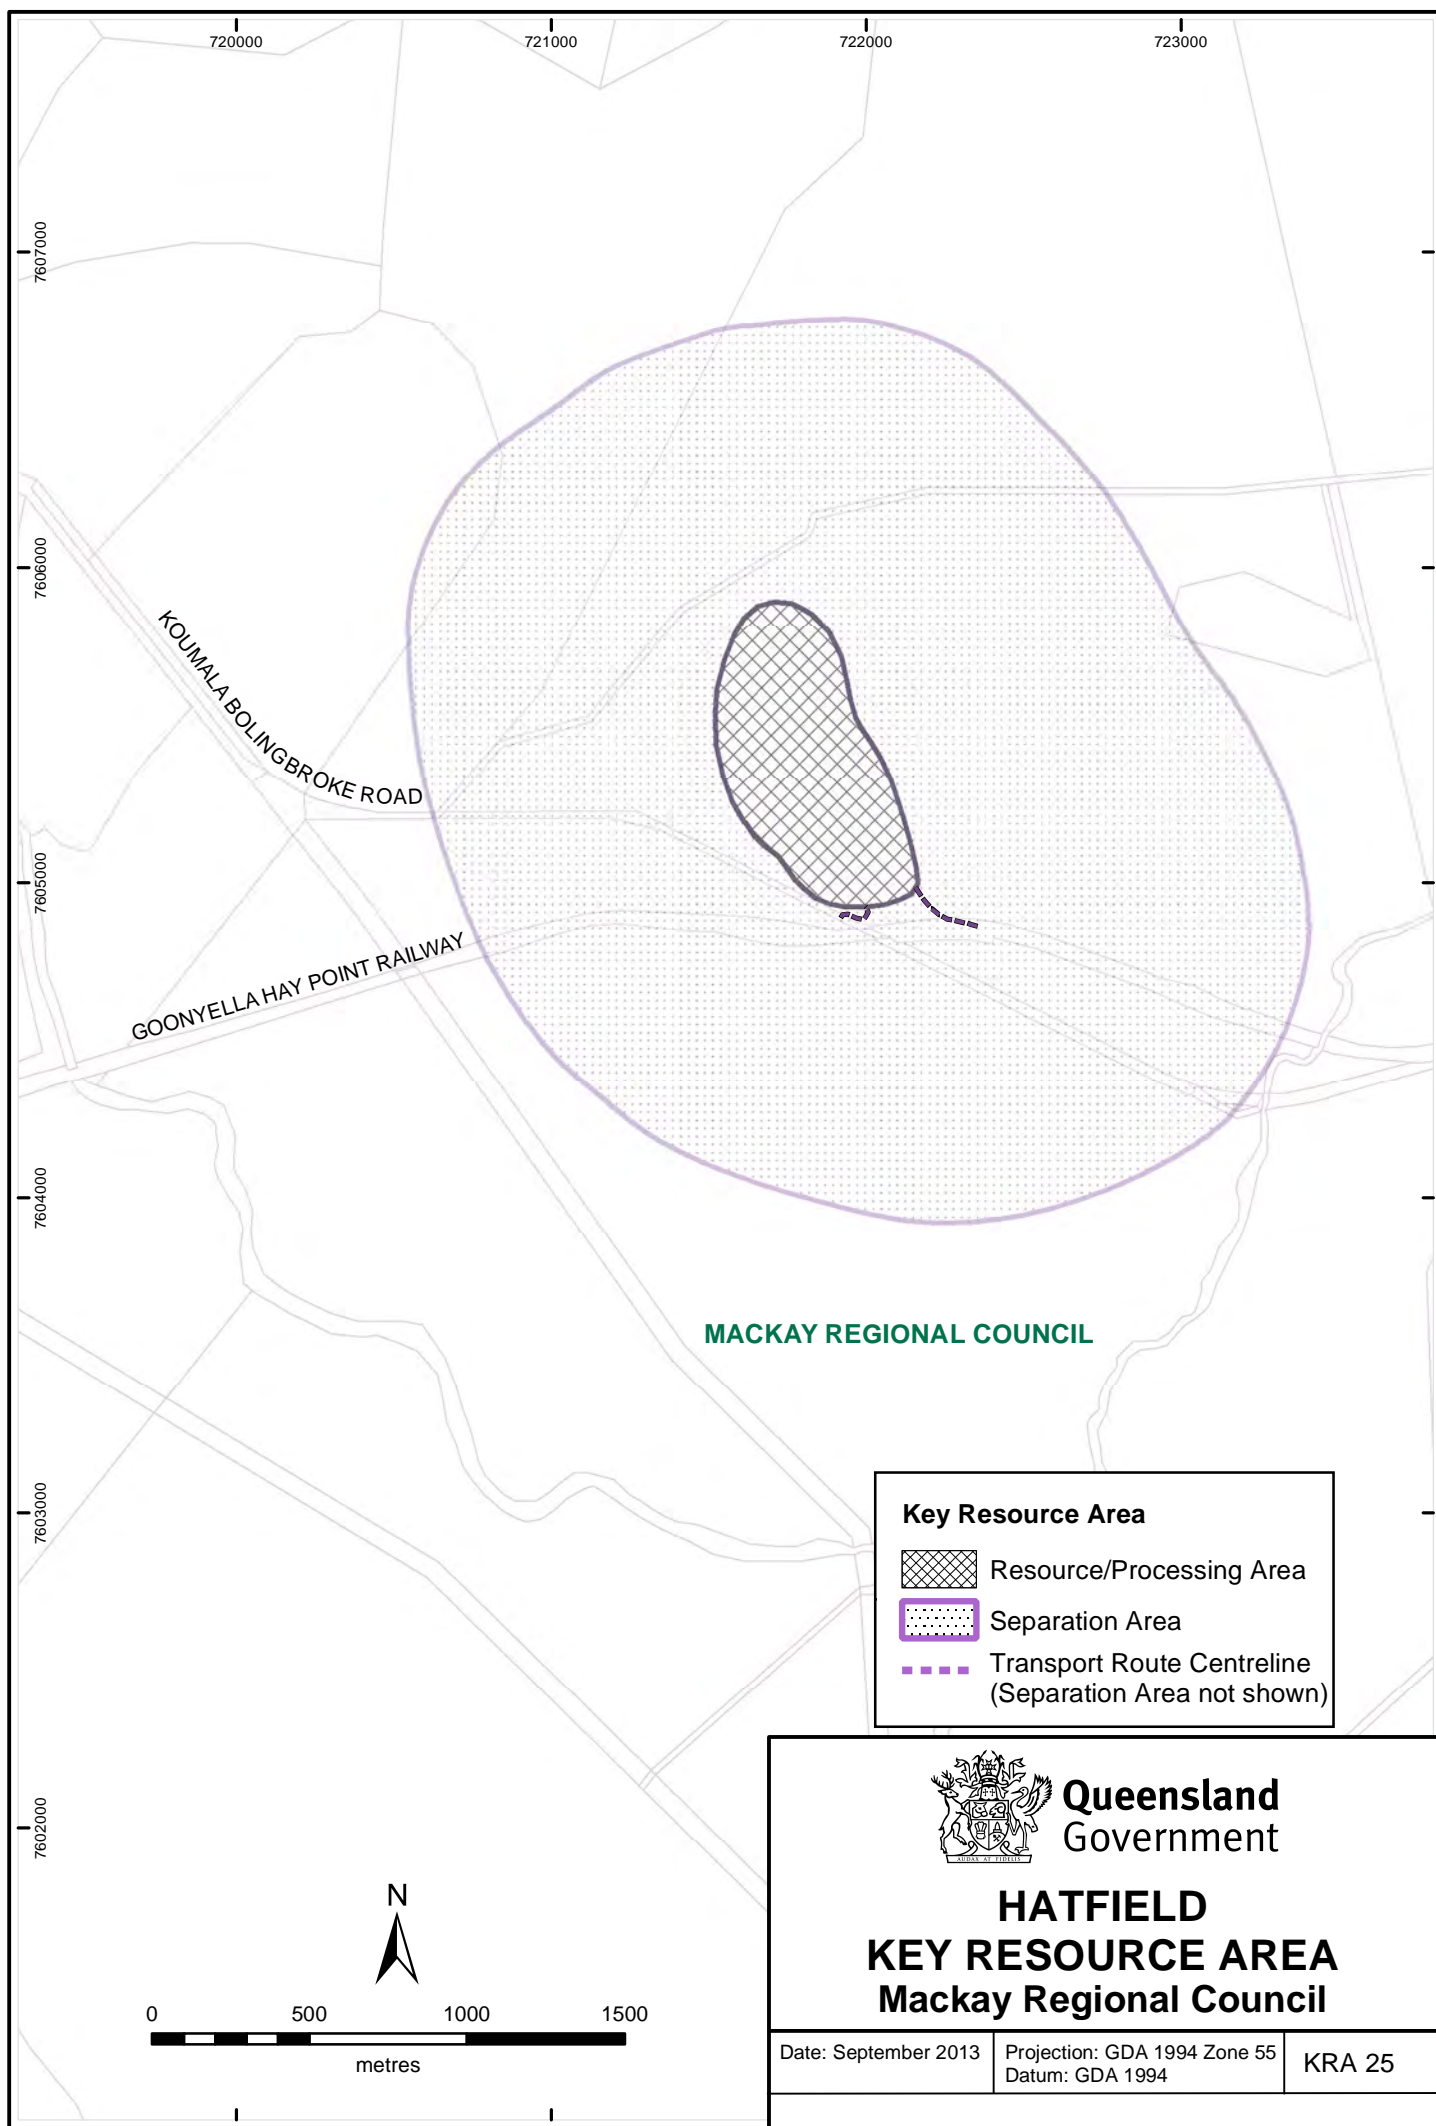 720000
721000
722000
723000
7607000
7606000
7605000
7604000
7603000
7602000
KOUMALA BOLINGBROKE ROAD
GOONYELLA HAY POINT RAILWAY
MACKAY REGIONAL COUNCIL
Key Resource Area
Resource/Processing Area
Separation Area
Transport Route Centreline
(Separation Area not shown)
N
0 500 1000 1500
metres
AUDAX AT FIDELIS
Queensland
Government
HATFIELD
KEY RESOURCE AREA
Mackay Regional Council
Date: September 2013
Projection: GDA 1994 Zone 55
Datum: GDA 1994
KRA 25